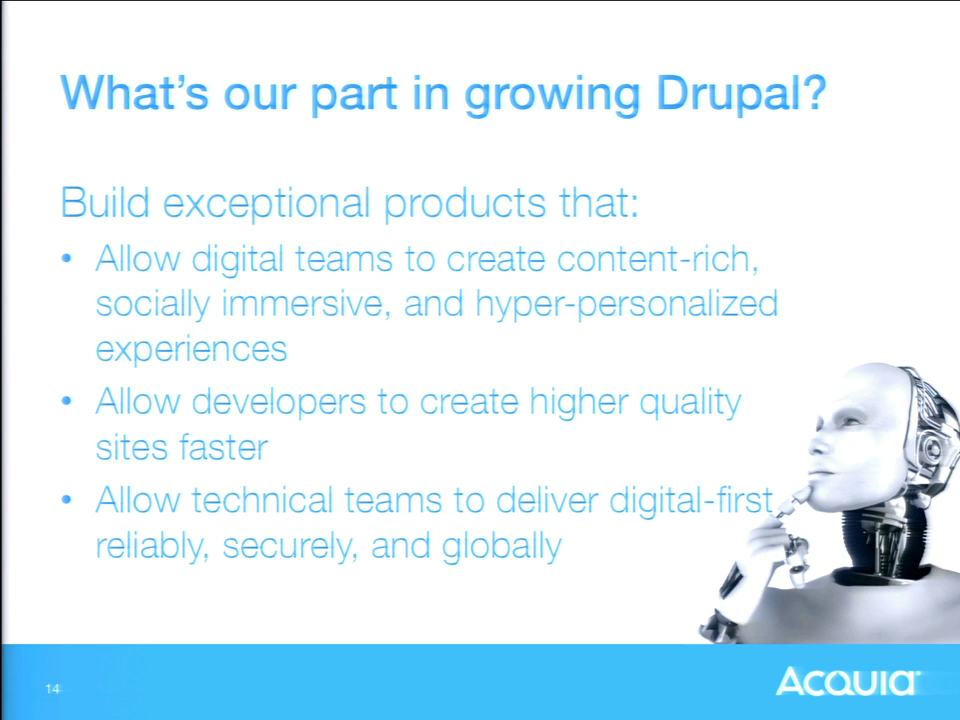 What's our part in growing Drupal?
Build exceptional products that:
• Allow digital teams to create content-rich,
socially immersive, and hyper-personalized
experiences
• Allow developers to create higher quality
sites faster
• Allow technical teams to deliver digital-first
reliably, securely, and globally
14
ACQUIA